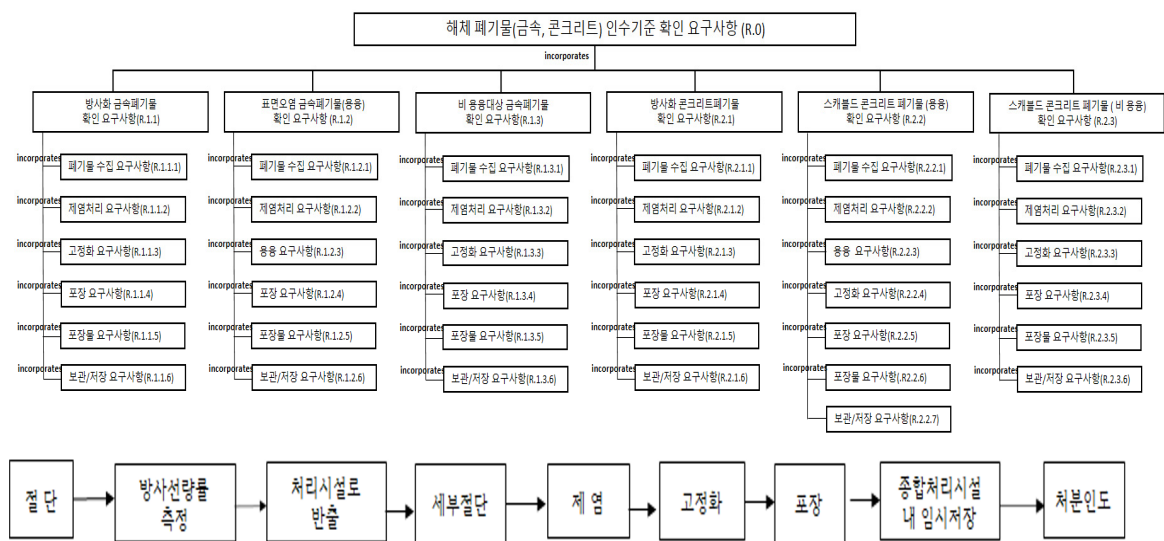 해체 폐기물(금속, 콘크리트) 인수기준 확인 요구사항 (R.0)
incorporates
방사화 금속폐기물
확인 요구사항(R.1.1)
incorporates
폐기물 수집 요구사항(R.1.1.1)
incorporates
제염처리 요구사항(R.1.1.2)
incorporates
고정화 요구사항(R.1.1.3)
incorporates
포장 요구사항(R.1.1.4)
incorporates
포장물 요구사항(R.1.1.5)
incorporates
보관/저장 요구사항(R.1.1.6)
표면오염 금속폐기물(용융)
확인 요구사항 (R.1.2)
incorporates
폐기물 수집 요구사항(R.1.2.1)
incorporates
제염처리 요구사항(R.1.2.2)
incorporates
용융 요구사항(R.1.2.3)
incorporates
포장 요구사항(R.1.2.4)
incorporates
포장물 요구사항(R.1.2.5)
incorporates
보관/저장 요구사항(R.1.2.6)
비 용융대상 금속폐기물
확인 요구사항(R.1.3)
incorporates
폐기물 수집 요구사항(R.1.3.1)
incorporates
제염처리 요구사항(R.1.3.2)
incorporates
고정화 요구사항(R.1.3.3)
incorporates
포장 요구사항(R.1.3.4)
incorporates
포장물 요구사항(R.1.3.5)
incorporates
보관/저장 요구사항(R.1.3.6)
방사화 콘크리트폐기물
확인 요구사항(R.2.1)
incorporates
폐기물 수집 요구사항(R.2.1.1)
incorporates
제염처리 요구사항(R.2.1.2)
incorporates
고정화 요구사항(R.2.1.3)
incorporates
포장 요구사항(R.2.1.4)
incorporates
포장물 요구사항(R.2.1.5)
incorporates
보관/저장 요구사항(R.2.1.6)
스캐블드 콘크리트 폐기물 (용융)
확인 요구사항(R.2.2)
incorporates
폐기물 수집 요구사항(R.2.2.1)
incorporates
제염처리 요구사항(R.2.2.2)
incorporates
용융 요구사항(R.2.2.3)
incorporates
고정화 요구사항(R.2.2.4)
incorporates
포장 요구사항(R.2.2.5)
incorporates
포장물 요구사항(.R2.2.6)
보관/저장 요구사항(R.2.2.7)
스캐블드 콘크리트 폐기물 ( 비 용융)
확인 요구사항 (R.2.3)
incorporates
폐기물 수집 요구사항(R.2.3.1)
incorporates
제염처리 요구사항(R.2.3.2)
incorporates
고정화 요구사항(R.2.3.3)
incorporates
포장 요구사항(R.2.3.4)
incorporates
포장물 요구사항(R.2.3.5)
incorporates
보관/저장 요구사항(R.2.3.6)
절 단
방사선량률
측정
처리시설로
반출
세부절단
제 염
고정화
포장
종합처리시설
내 임시저장
처분인도